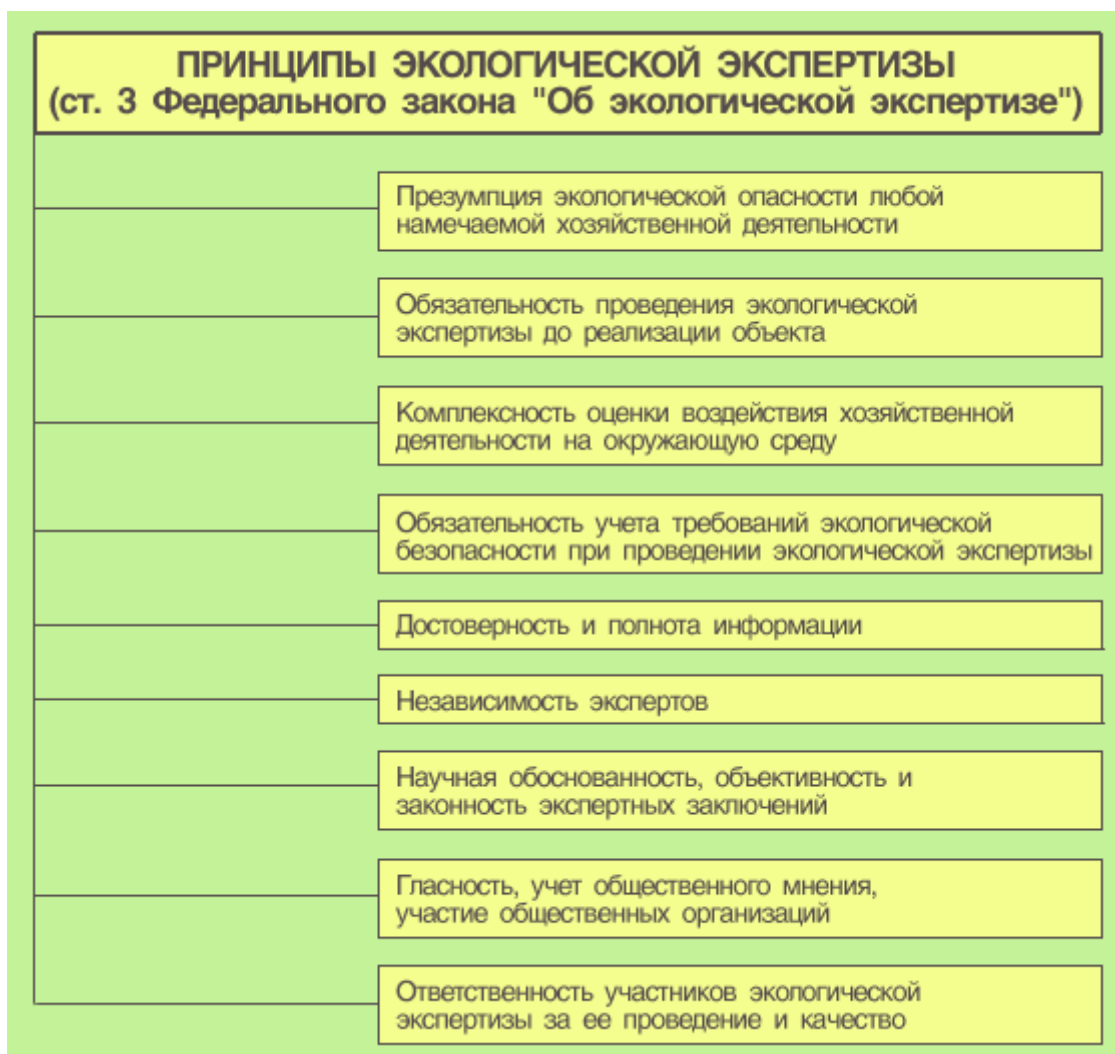 ПРИНЦИПЫ ЭКОЛОГИЧЕСКОЙ ЭКСПЕРТИЗЫ
(ст. 3 Федерального закона "Об экологической экспертизе")
Презумпция экологической опасности любой
намечаемой хозяйственной деятельности
Обязательность проведения экологической
экспертизы до реализации объекта
Комплексность оценки воздействия хозяйственной
деятельности на окружающую среду
Обязательность учета требований экологической
безопасности при проведении экологической экспертизы
Достоверность и полнота информации
Независимость экспертов
Научная обоснованность, объективность и
законность экспертных заключений
Гласность, учет общественного мнения,
участие общественных организаций
Ответственность участников экологической
экспертизы за ее проведение и качество